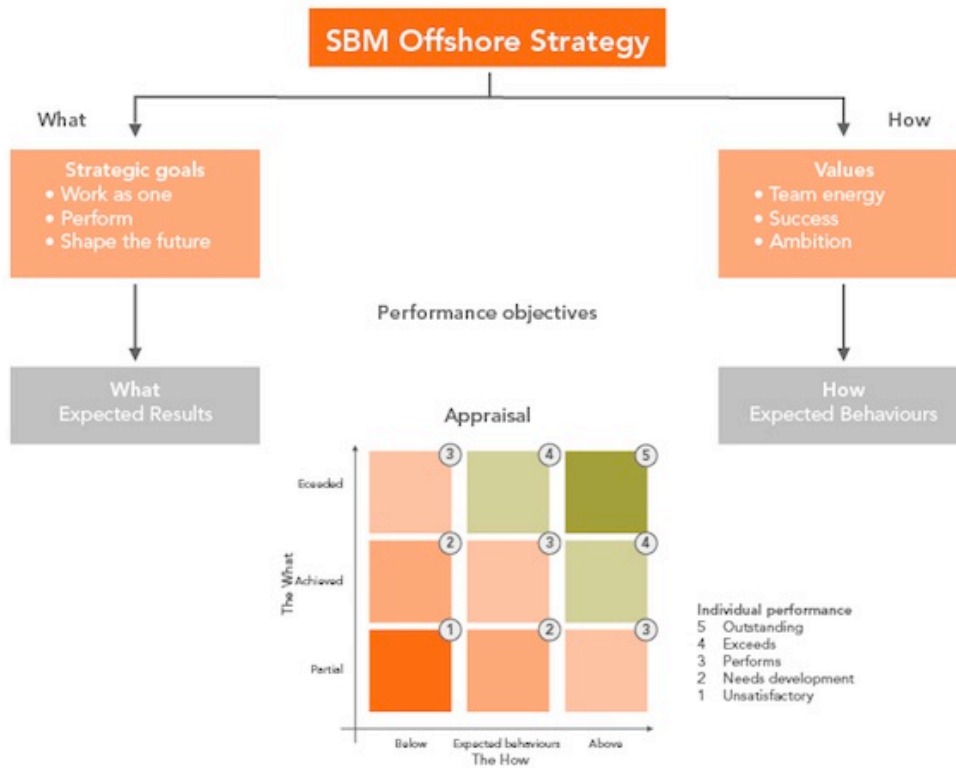 SBM Offshore Strategy
What
How
Strategic goals
• Work as one
• Perform
• Shape the future
Values
• Team energy
• Success
• Ambition
Performance objectives
What
Expected Results
How
Expected Behaviours
Appraisal
3
4
5
Eceeded
2
3
4
The What
Achieved
1
2
3
Partial
Below
Expected behaviours
Above
The How
Individual performance
5 Outstanding
4 Exceeds
3 Performs
2 Needs development
1 Unsatisfactory